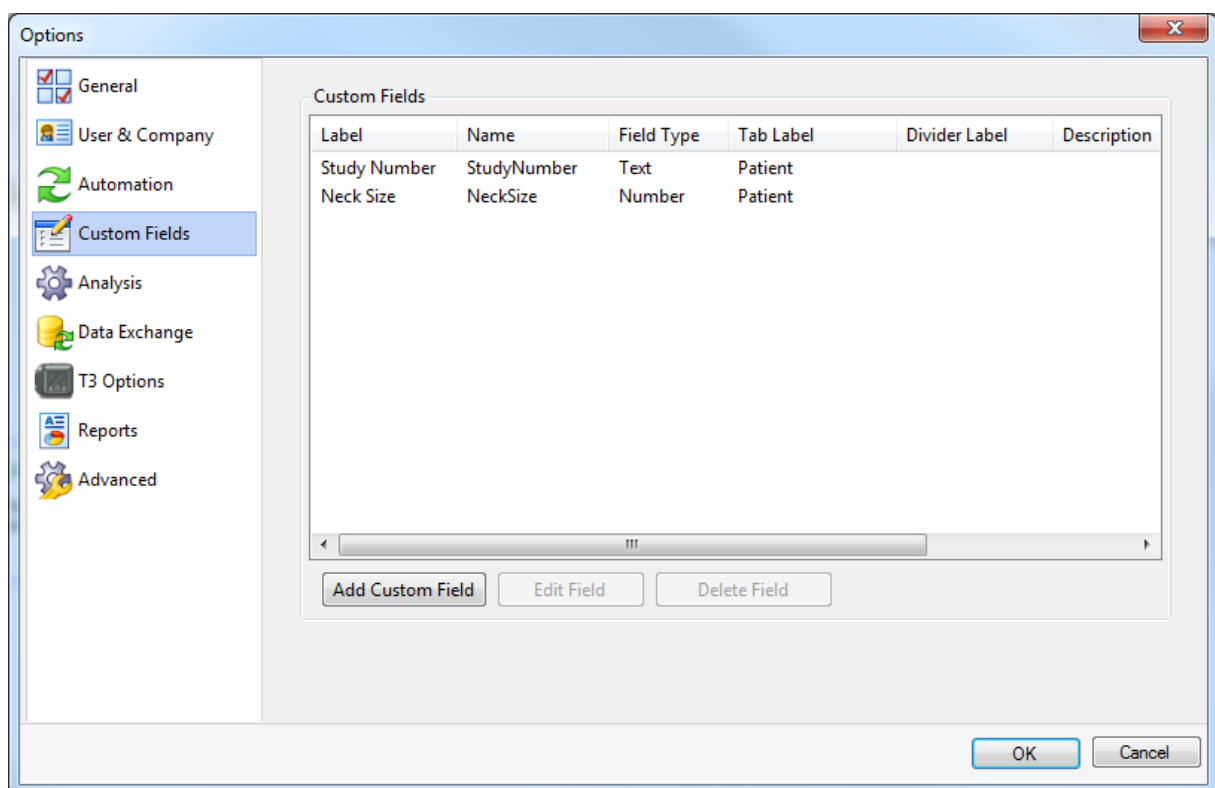 Options
General
User & Company
Automation
Custom Fields
Analysis
Data Exchange
T3 Options
Reports
Advanced
Custom Fields
Label Name Field Type Tab Label Divider Label Description
Study Number StudyNumber Text Patient
Neck Size NeckSize Number Patient
Add Custom Field Edit Field Delete Field
OK Cancel